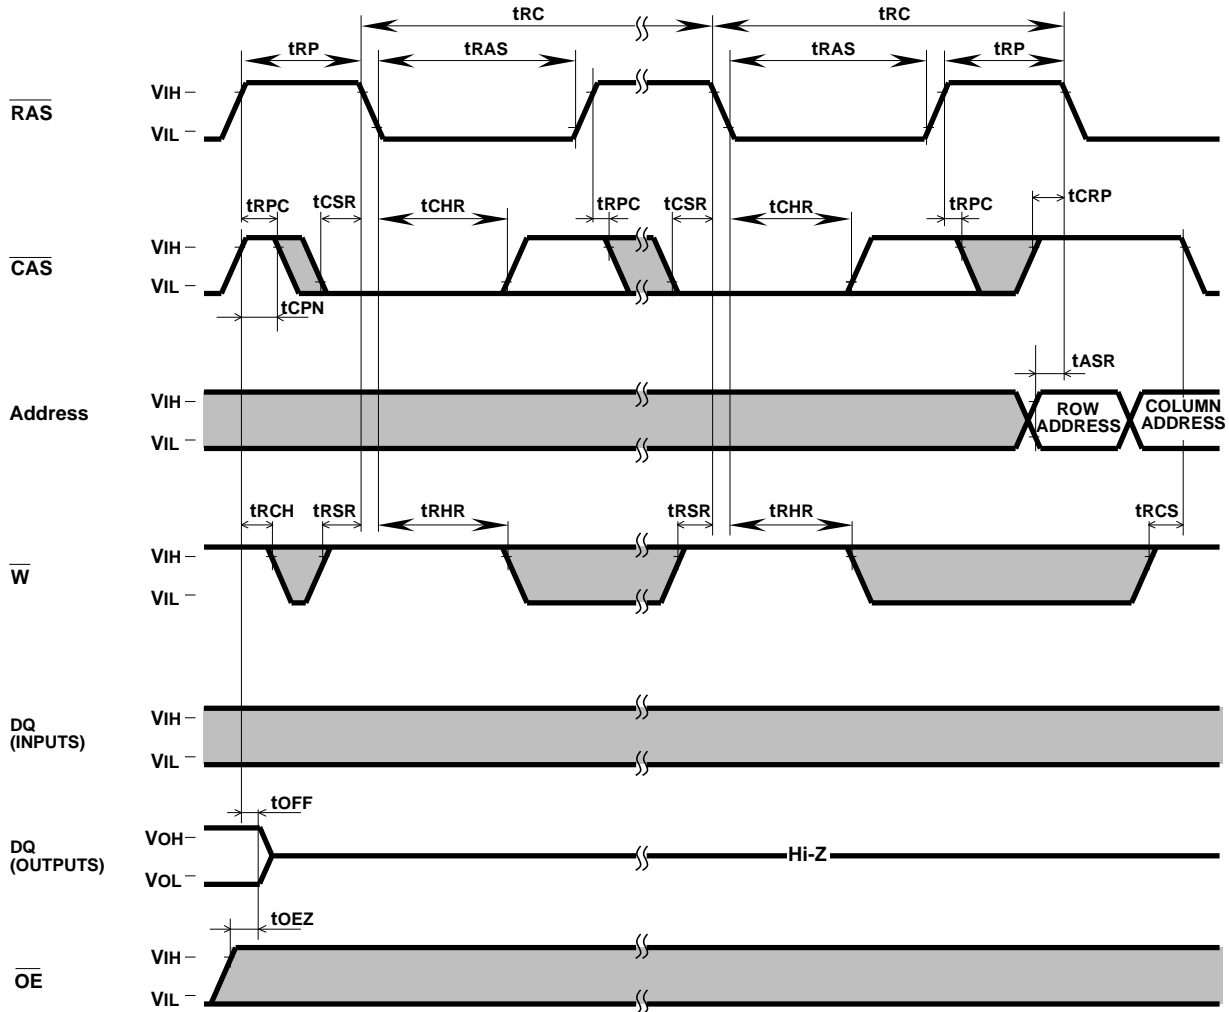 tRC tRC
tRP tRAS tRAS tRP
RAS
VIH
VIL
tRPC tCSR tCHR tRPC tCSR tCHR tRPC tCRP
CAS
VIH
VIL
tCPN
tASR
Address
VIH
VIL
ROW
ADDRESS
COLUMN
ADDRESS
tRCH tRSR tRHR tRSR tRHR tRCS
W
VIH
VIL
DQ
(INPUTS)
VIH
VIL
tOFF
DQ
(OUTPUTS)
VOH
VOL
Hi-Z
tOEZ
OE
VIH
VIL